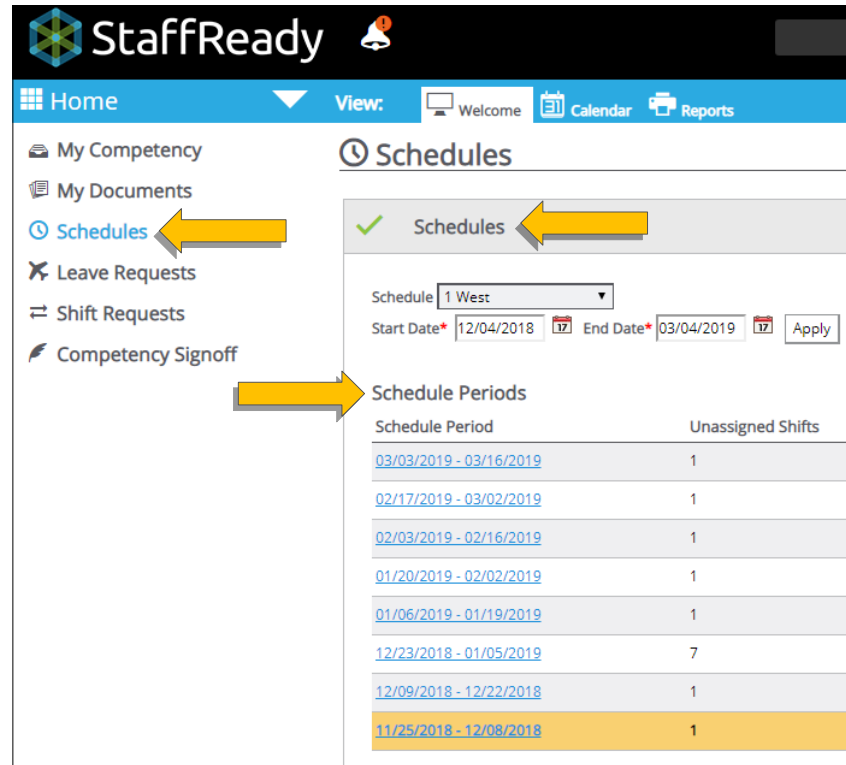 StaffReady
Home
View: Welcome 31 Calendar Reports
My Competency
My Documents
Schedules
Leave Requests
Shift Requests
Competency Signoff
Schedules
Schedules
Schedule 1 West
Start Date* 12/04/2018 17 End Date* 03/04/2019 17 Apply
Schedule Periods
Schedule Period Unassigned Shifts
03/03/2019 - 03/16/2019 1
02/17/2019 - 03/02/2019 1
02/03/2019 - 02/16/2019 1
01/20/2019 - 02/02/2019 1
01/06/2019 - 01/19/2019 1
12/23/2018 - 01/05/2019 7
12/09/2018 - 12/22/2018 1
11/25/2018 - 12/08/2018 1